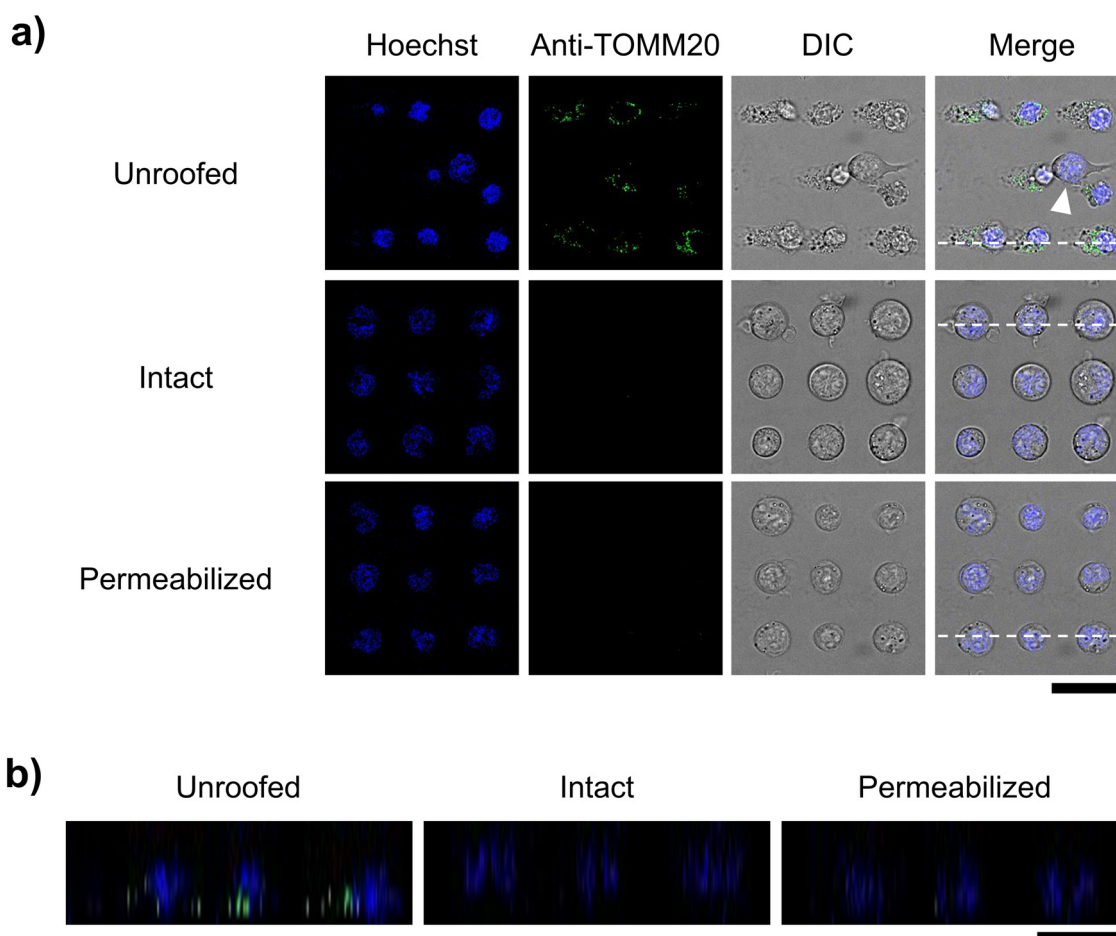 a)
Hoechst Anti-TOMM20 DIC Merge
Unroofed
Intact
Permeabilized
b)
Unroofed Intact Permeabilized